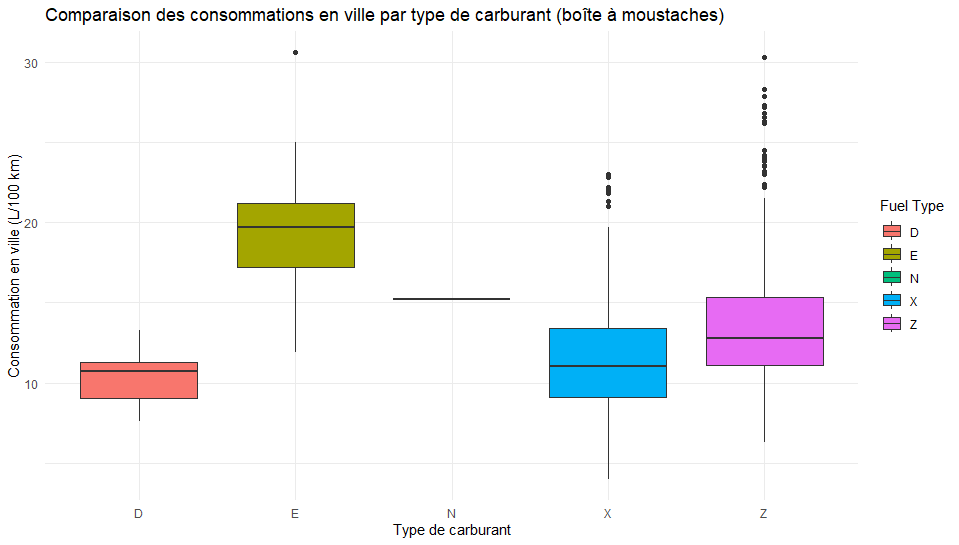 Comparaison des consommations en ville par type de carburant (boîte à moustaches)
Consommation en ville (L/100 km)
30
20
10
D
E
N
X
Z
Type de carburant
Fuel Type
D
E
N
X
Z